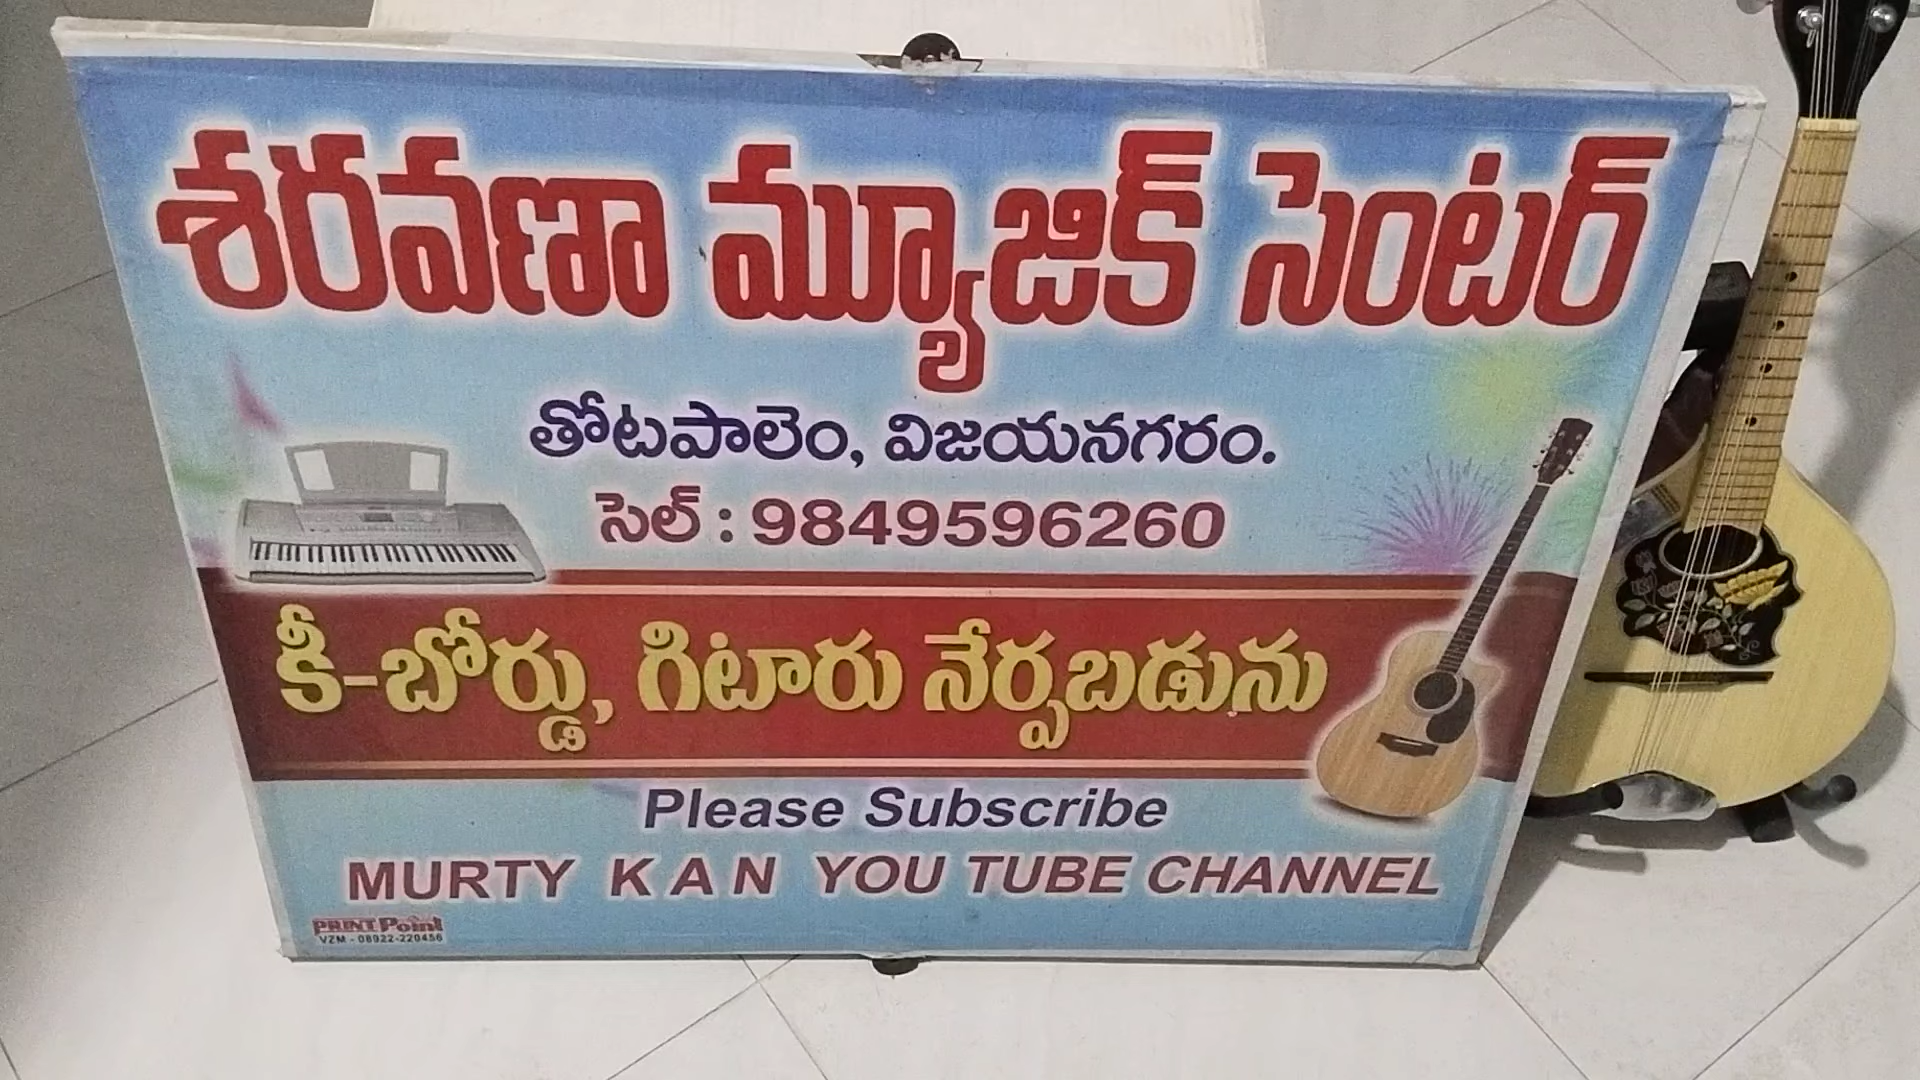 శరవణా మ్యూజిక్ సెంటర్
తోటపాలెం, విజయనగరం.
సెల్ : 9849596260
కీ-బోర్డు, గిటారు నేర్పబడును
Please Subscribe
MURTY K A N YOU TUBE CHANNEL
PRINT Point
VZM - 08922-220456